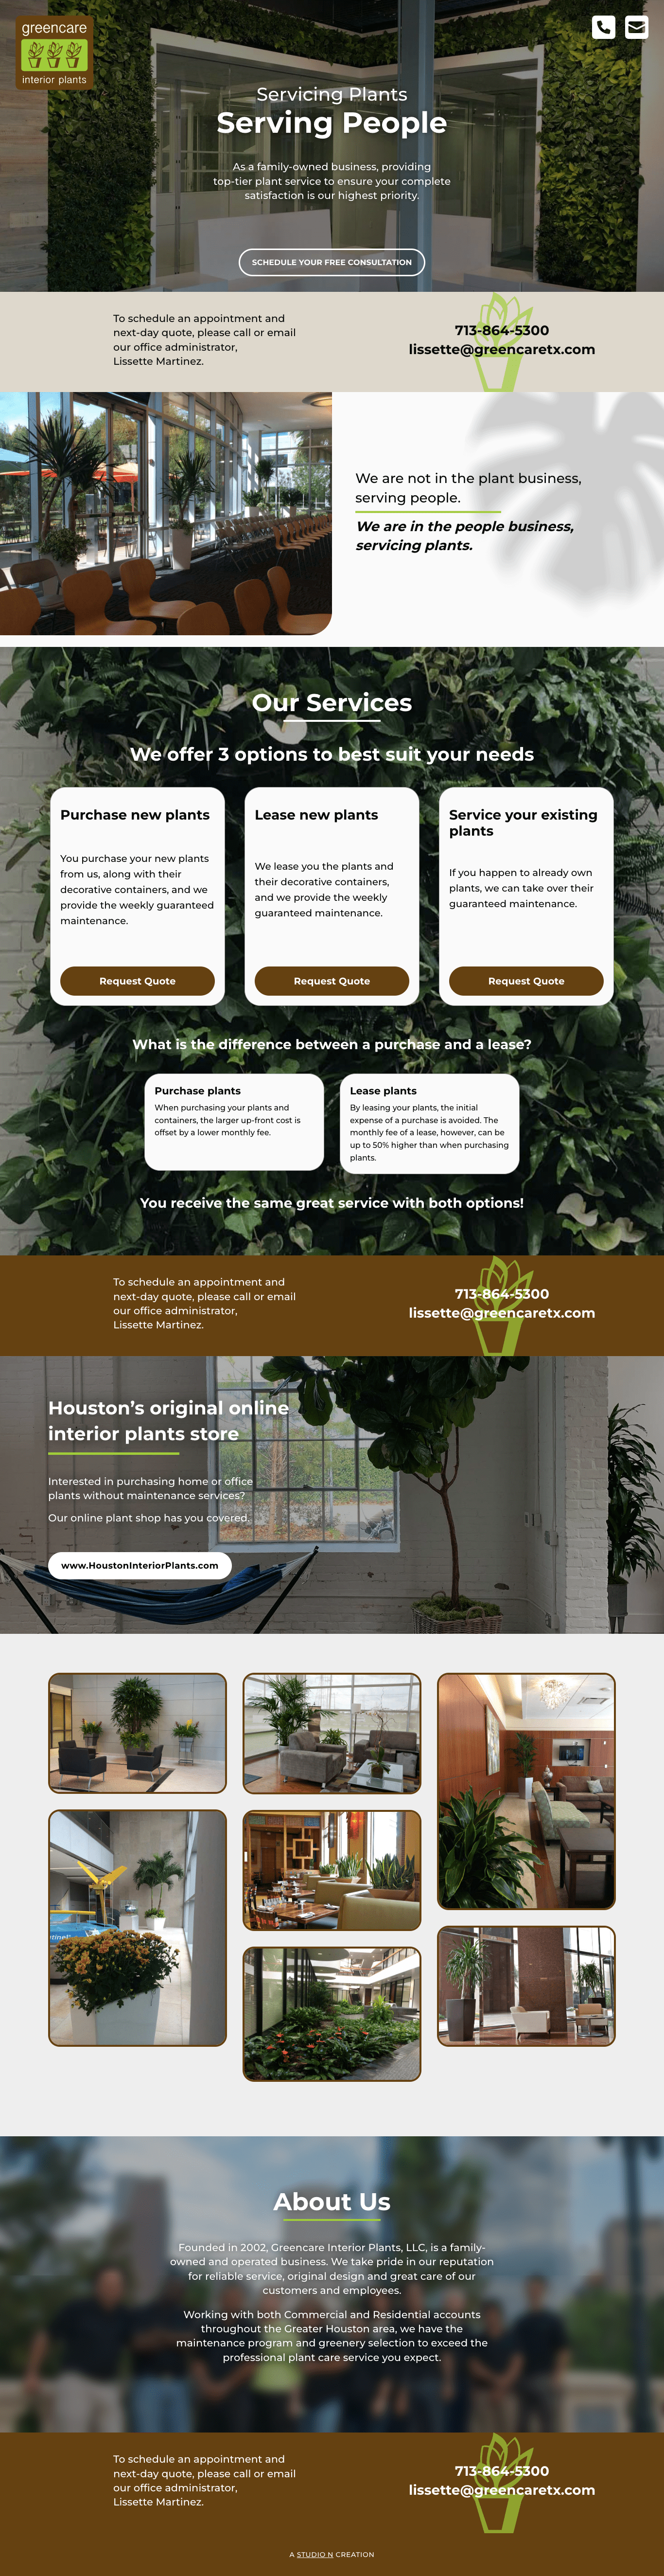 greencare
interior plants
Servicing Plants
Serving People
As a family-owned business, providing
top-tier plant service to ensure your complete
satisfaction is our highest priority.
SCHEDULE YOUR FREE CONSULTATION
To schedule an appointment and
next-day quote, please call or email
our office administrator,
Lissette Martinez.
713-864-5300
lissette@greencaretx.com
We are not in the plant business,
serving people.
We are in the people business,
servicing plants.
Our Services
We offer 3 options to best suit your needs
Purchase new plants
You purchase your new plants
from us, along with their
decorative containers, and we
provide the weekly guaranteed
maintenance.
Request Quote
Lease new plants
We lease you the plants and
their decorative containers,
and we provide the weekly
guaranteed maintenance.
Request Quote
Service your existing
plants
If you happen to already own
plants, we can take over their
guaranteed maintenance.
Request Quote
What is the difference between a purchase and a lease?
Purchase plants
When purchasing your plants and
containers, the larger up-front cost is
offset by a lower monthly fee.
Lease plants
By leasing your plants, the initial
expense of a purchase is avoided. The
monthly fee of a lease, however, can be
up to 50% higher than when purchasing
plants.
You receive the same great service with both options!
To schedule an appointment and
next-day quote, please call or email
our office administrator,
Lissette Martinez.
713-864-5300
lissette@greencaretx.com
Houston’s original online
interior plants store
Interested in purchasing home or office
plants without maintenance services?
Our online plant shop has you covered.
www.HoustonInteriorPlants.com
About Us
Founded in 2002, Greencare Interior Plants, LLC, is a family-
owned and operated business. We take pride in our reputation
for reliable service, original design and great care of our
customers and employees.
Working with both Commercial and Residential accounts
throughout the Greater Houston area, we have the
maintenance program and greenery selection to exceed the
professional plant care service you expect.
To schedule an appointment and
next-day quote, please call or email
our office administrator,
Lissette Martinez.
713-864-5300
lissette@greencaretx.com
A STUDIO N CREATION